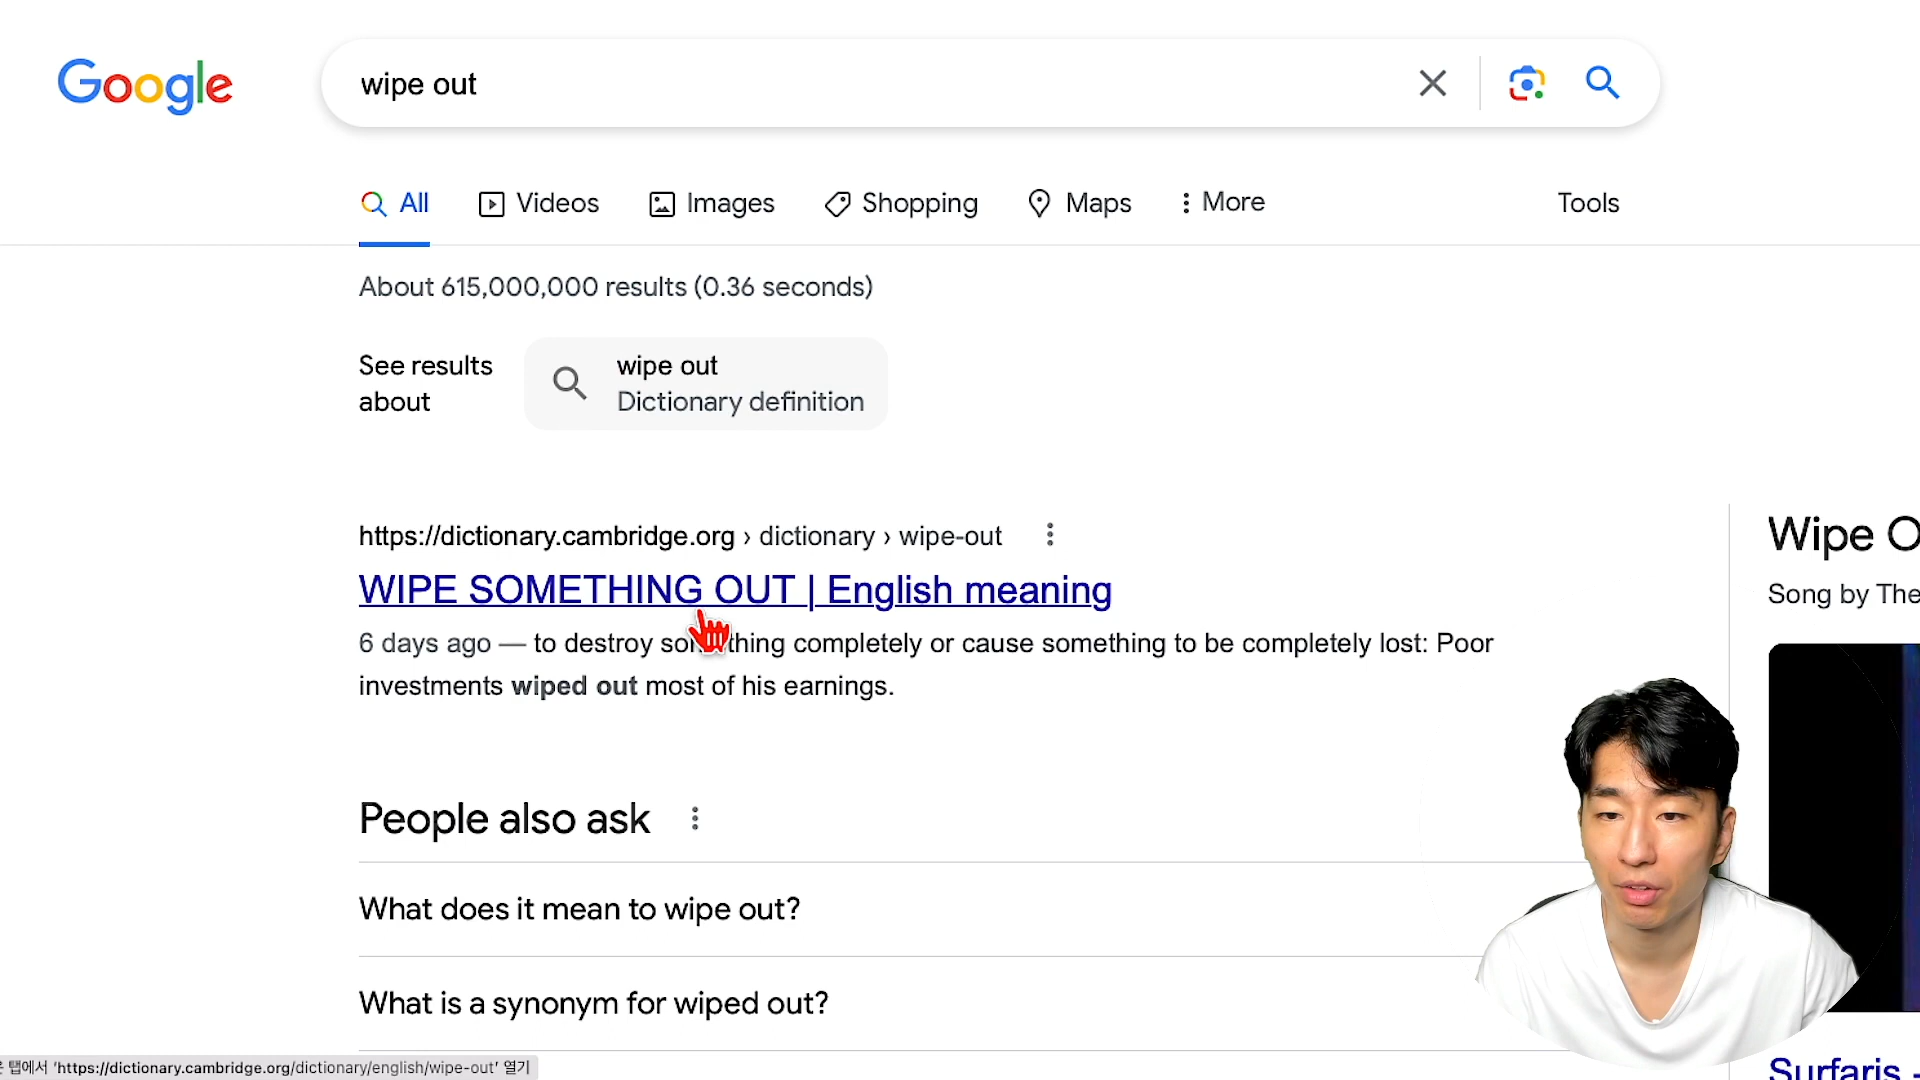 Google
wipe out
All
Videos
Images
Shopping
Maps
More
Tools
About 615,000,000 results (0.36 seconds)
See results
about
wipe out
Dictionary definition
https://dictionary.cambridge.org › dictionary › wipe-out
WIPE SOMETHING OUT | English meaning
6 days ago — to destroy something completely or cause something to be completely lost: Poor
investments wiped out most of his earnings.
People also ask
What does it mean to wipe out?
What is a synonym for wiped out?
Wipe O
Song by The
Surfaris -
탭에서 ‘https://dictionary.cambridge.org/dictionary/english/wipe-out’ 열기